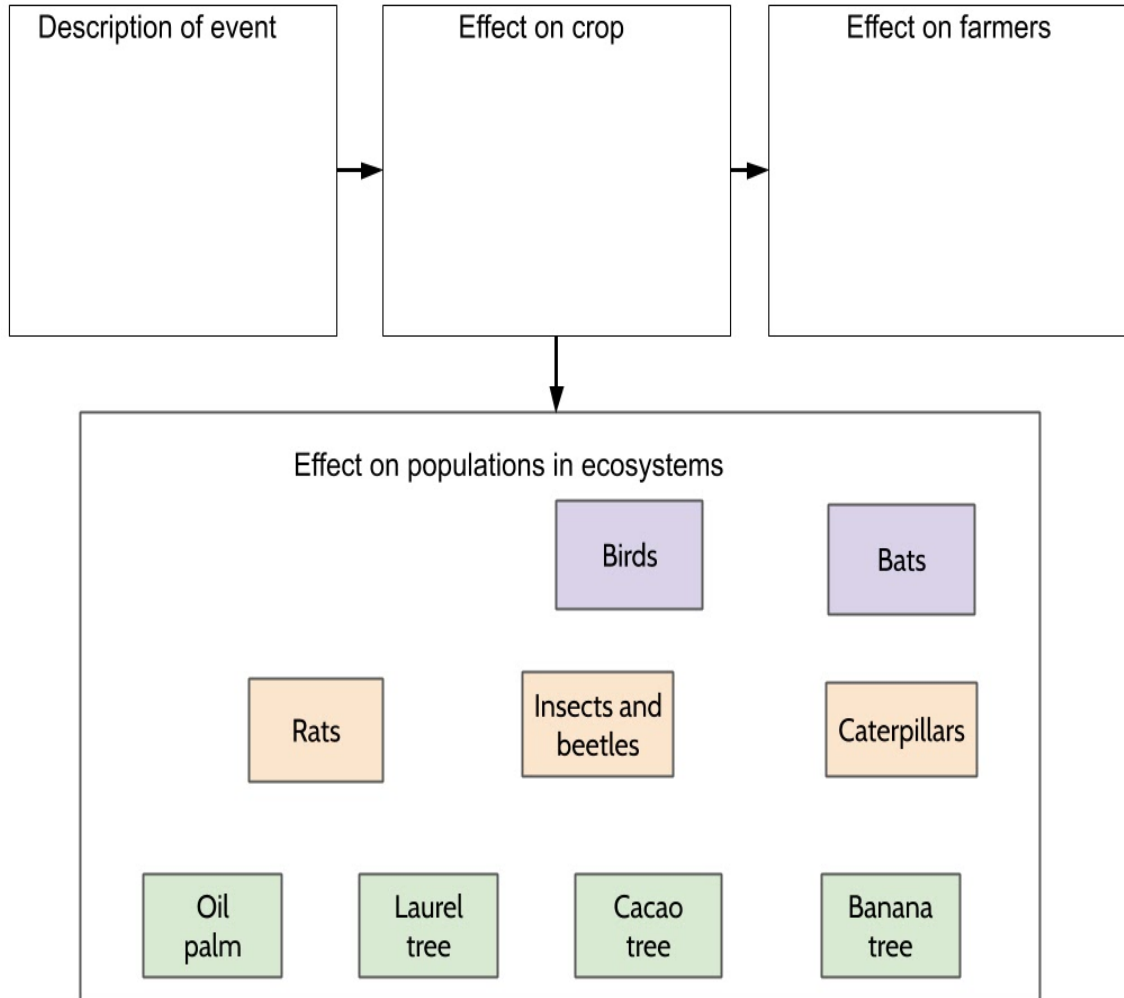 Description of event
Effect on crop
Effect on farmers
Effect on populations in ecosystems
Birds
Bats
Rats
Insects and
beetles
Caterpillars
Oil
palm
Laurel
tree
Cacao
tree
Banana
tree